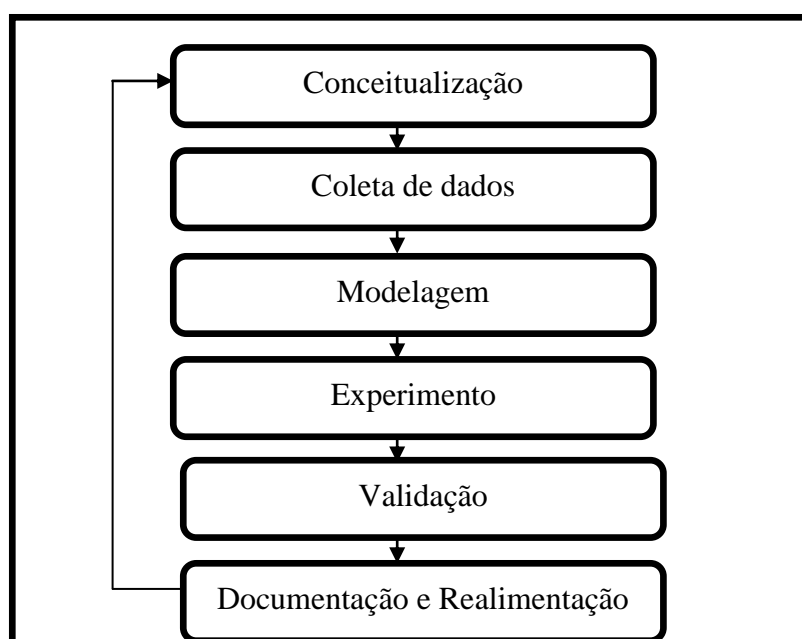 Conceitualização
Coleta de dados
Modelagem
Experimento
Validação
Documentação e Realimentação